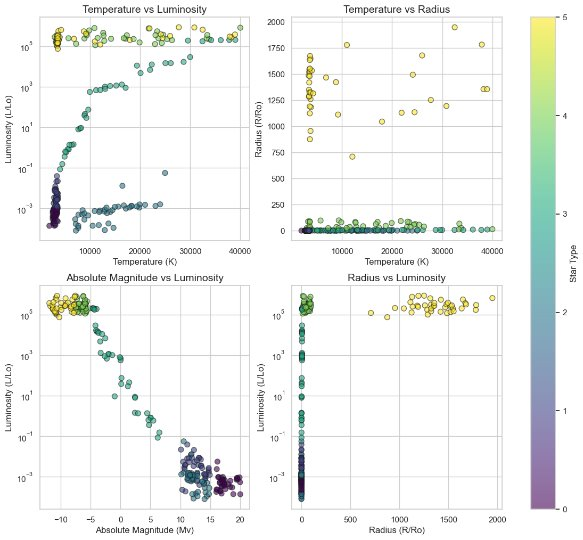 Temperature vs Luminosity
Luminosity (L/Lo)
10⁵
10³
10¹
10⁻¹
10⁻³
10000 20000 30000 40000
Temperature (K)
Temperature vs Radius
Radius (R/Ro)
2000
1750
1500
1250
1000
750
500
250
0
10000 20000 30000 40000
Temperature (K)
Absolute Magnitude vs Luminosity
Luminosity (L/Lo)
10⁵
10³
10¹
10⁻¹
10⁻³
−10 −5 0 5 10 15 20
Absolute Magnitude (Mv)
Radius vs Luminosity
Luminosity (L/Lo)
10⁵
10³
10¹
10⁻¹
10⁻³
0 500 1000 1500 2000
Radius (R/Ro)
5
4
3
2
1
0
Star Type